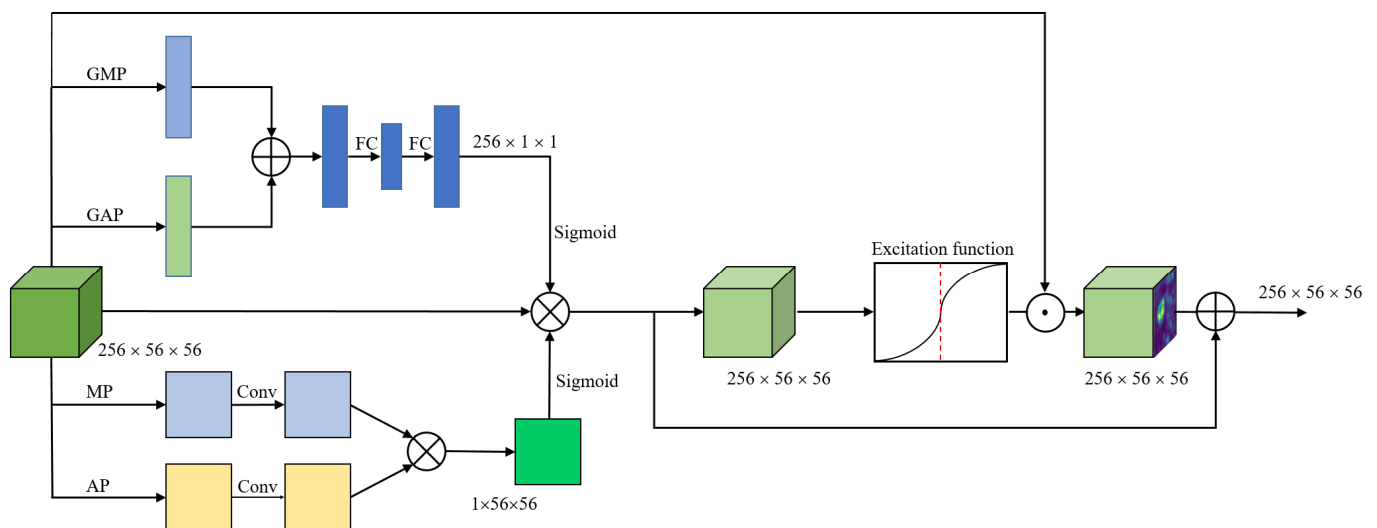 GMP
FC
FC
256 × 1 × 1
GAP
Sigmoid
Excitation function
256 × 56 × 56
256 × 56 × 56
MP
Conv
Sigmoid
256 × 56 × 56
256 × 56 × 56
AP
Conv
1×56×56